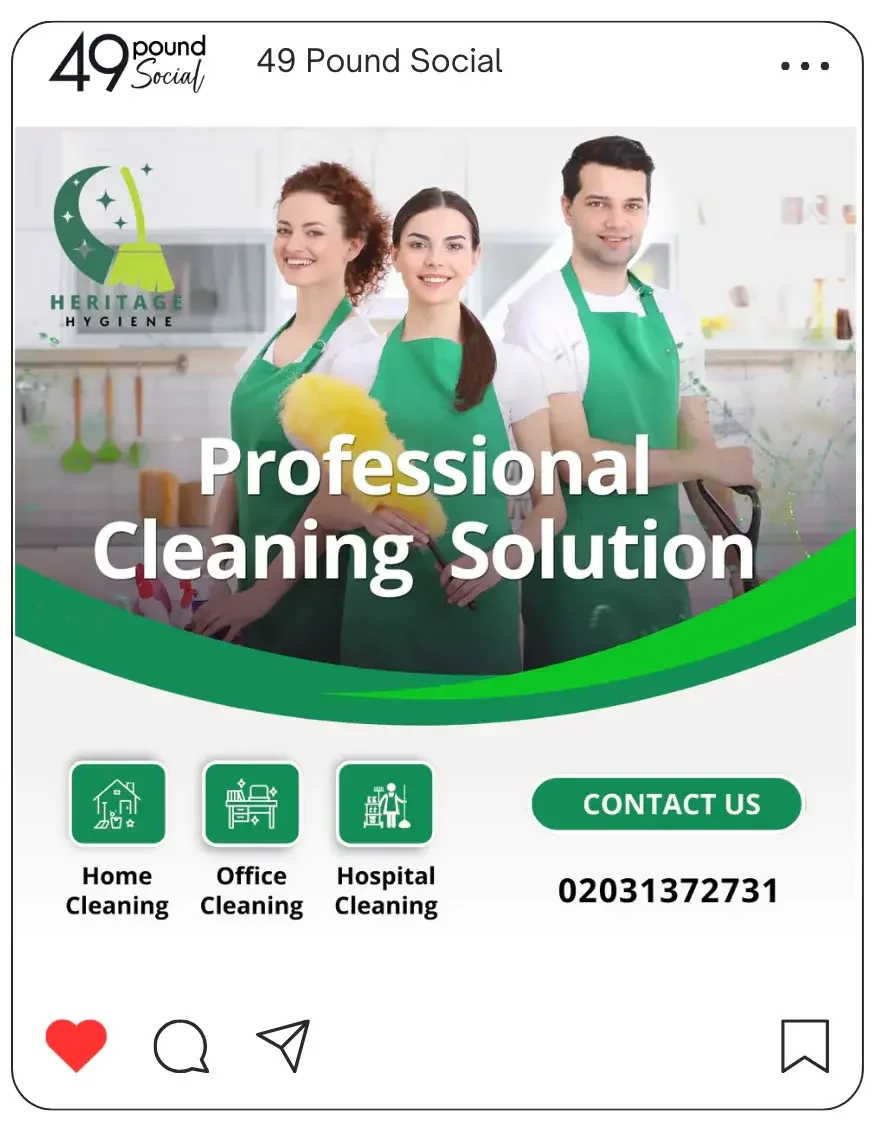 49 pound
Social
49 Pound Social
HERITAGE
HYGIENE
Professional
Cleaning Solution
Home
Cleaning
Office
Cleaning
Hospital
Cleaning
CONTACT US
02031372731